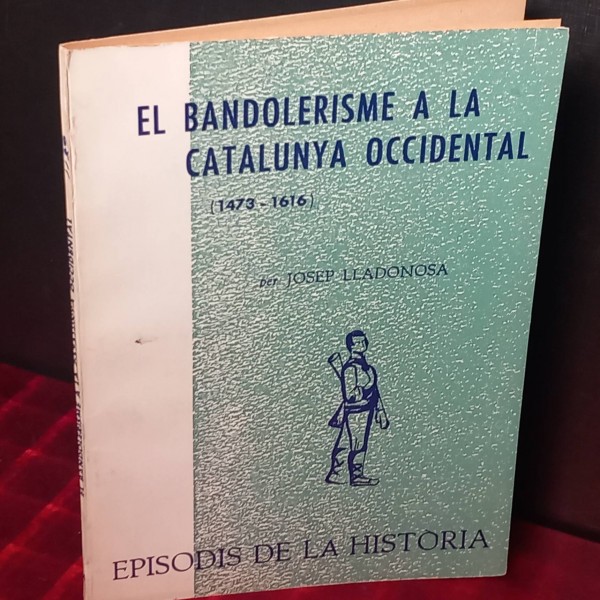 EL BANDOLERISME A LA
CATALUNYA OCCIDENTAL
(1473 - 1616)
per JOSEP LLADONOSA
EPISODIS DE LA HISTÒRIA